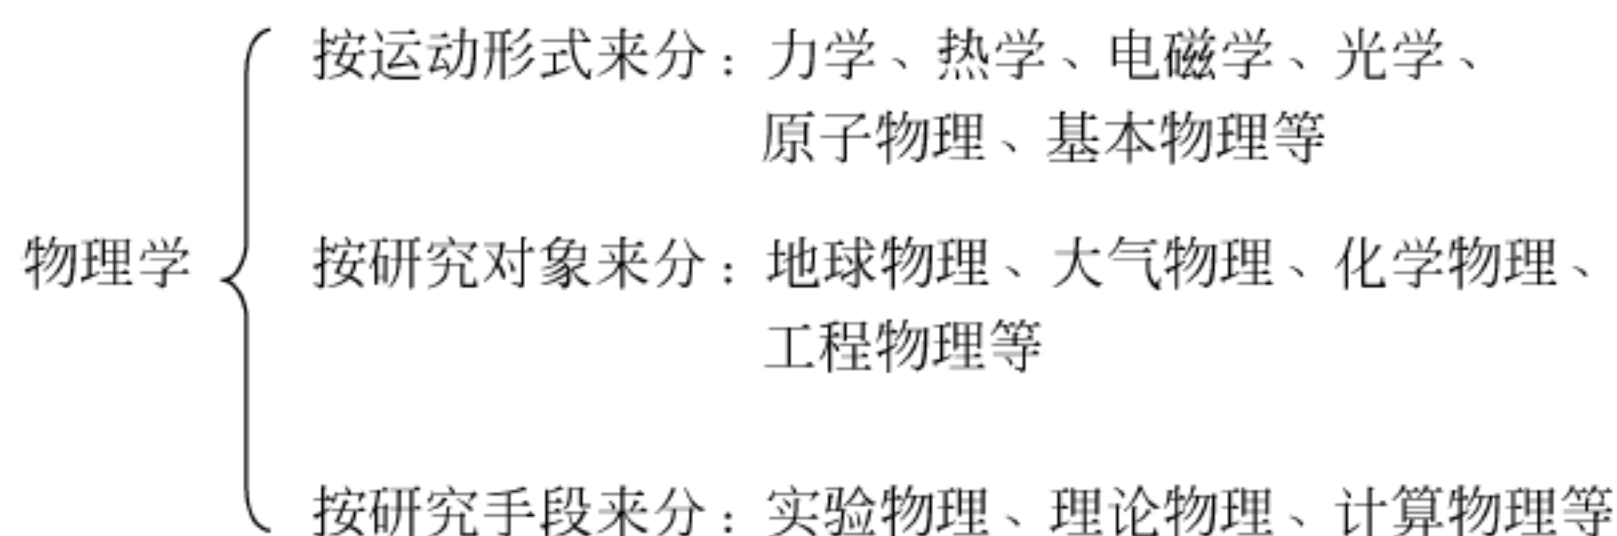 按运动形式来分：力学、热学、电磁学、光学、
原子物理、基本物理等
物理学
按研究对象来分：地球物理、大气物理、化学物理、
工程物理等
按研究手段来分：实验物理、理论物理、计算物理等